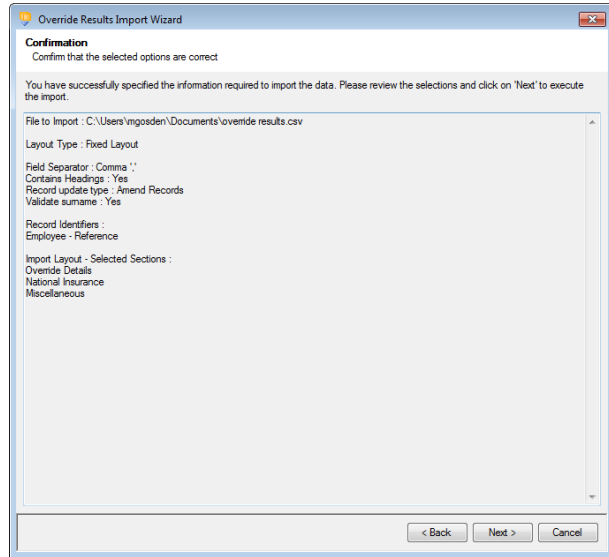 Override Results Import Wizard
Confirmation
Comfirm that the selected options are correct
You have successfully specified the information required to import the data. Please review the selections and click on 'Next' to execute
the import.
File to Import : C:\Users\mgosden\Documents\override results.csv
Layout Type : Fixed Layout
Field Separator : Comma ','
Contains Headings : Yes
Record update type : Amend Records
Validate surname : Yes
Record Identifiers :
Employee - Reference
Import Layout - Selected Sections :
Override Details
National Insurance
Miscellaneous
< Back
Next >
Cancel